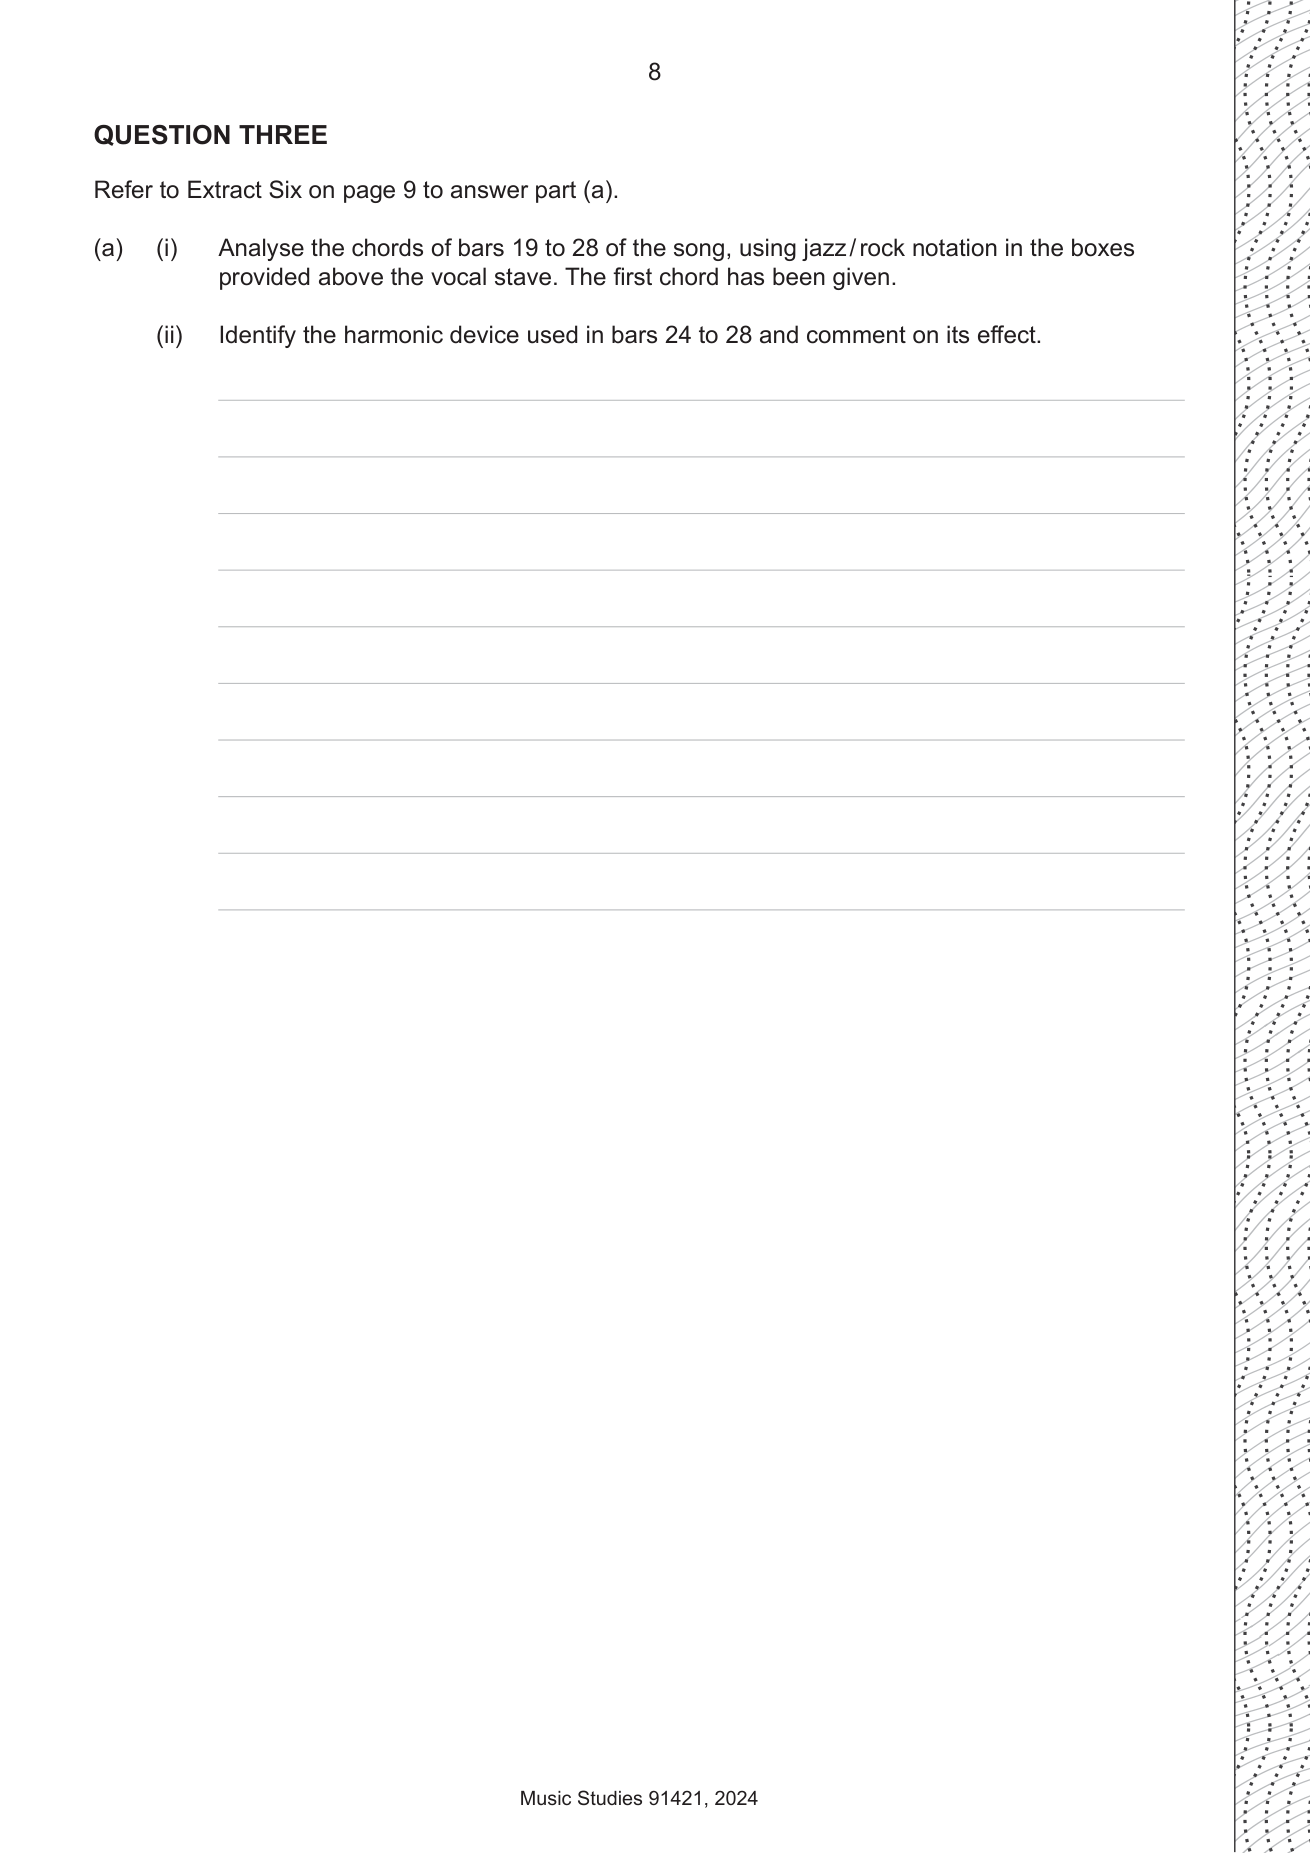 8
QUESTION THREE
Refer to Extract Six on page 9 to answer part (a).
(a) (i) Analyse the chords of bars 19 to 28 of the song, using jazz/rock notation in the boxes
provided above the vocal stave. The first chord has been given.
(ii) Identify the harmonic device used in bars 24 to 28 and comment on its effect.
Music Studies 91421, 2024